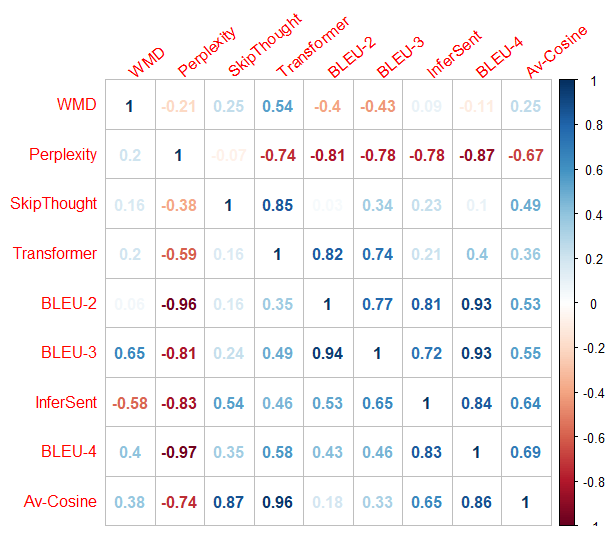 WMD Perplexity SkipThought Transformer BLEU-2 BLEU-3 InferSent BLEU-4 Av-Cosine
WMD 1 -0.21 0.25 0.54 -0.4 -0.43 0.09 -0.11 0.25
Perplexity 0.2 1 -0.07 -0.74 -0.81 -0.78 -0.78 -0.87 -0.67
SkipThought 0.16 -0.38 1 0.85 0.03 0.34 0.23 0.1 0.49
Transformer 0.2 -0.59 0.16 1 0.82 0.74 0.21 0.4 0.36
BLEU-2 0.06 -0.96 0.16 0.35 1 0.77 0.81 0.93 0.53
BLEU-3 0.65 -0.81 0.24 0.49 0.94 1 0.72 0.93 0.55
InferSent -0.58 -0.83 0.54 0.46 0.53 0.65 1 0.84 0.64
BLEU-4 0.4 -0.97 0.35 0.58 0.43 0.46 0.83 1 0.69
Av-Cosine 0.38 -0.74 0.87 0.96 0.18 0.33 0.65 0.86 1
1
0.8
0.6
0.4
0.2
0
-0.2
-0.4
-0.6
-0.8
-1